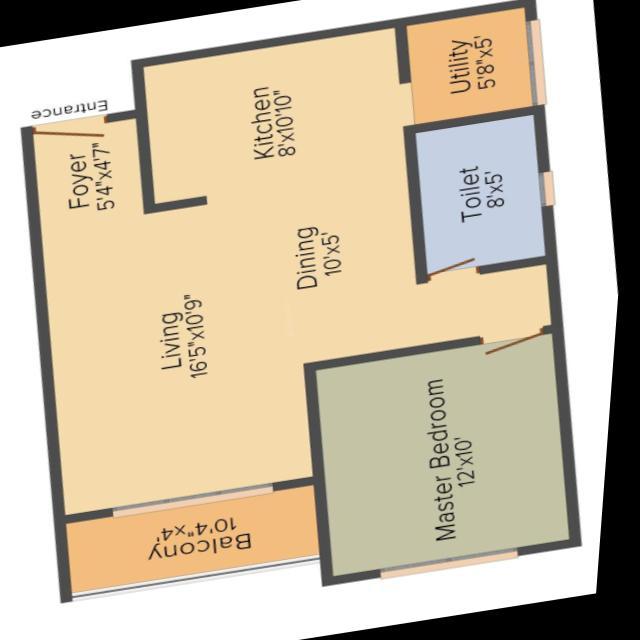 Entrance
Foyer
5'4"x4'7"
Kitchen
8'x10'10"
Utility
5'8"x5'
Toilet
8'x5'
Dining
10'x5'
Living
16'5"x10'9"
Master Bedroom
12'x10'
Balcony
10'4"x4'